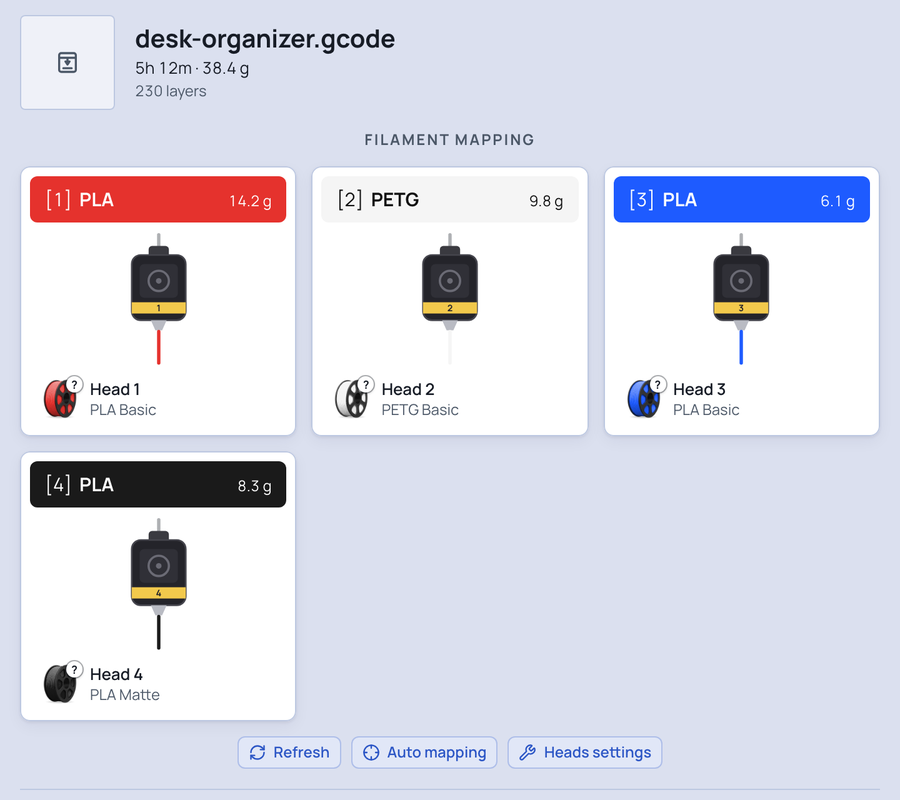 desk-organizer.gcode
5h 12m · 38.4 g
230 layers
FILAMENT MAPPING
[1] PLA 14.2 g
1
?
Head 1
PLA Basic
[2] PETG 9.8 g
2
?
Head 2
PETG Basic
[3] PLA 6.1 g
3
?
Head 3
PLA Basic
[4] PLA 8.3 g
4
?
Head 4
PLA Matte
Refresh
Auto mapping
Heads settings